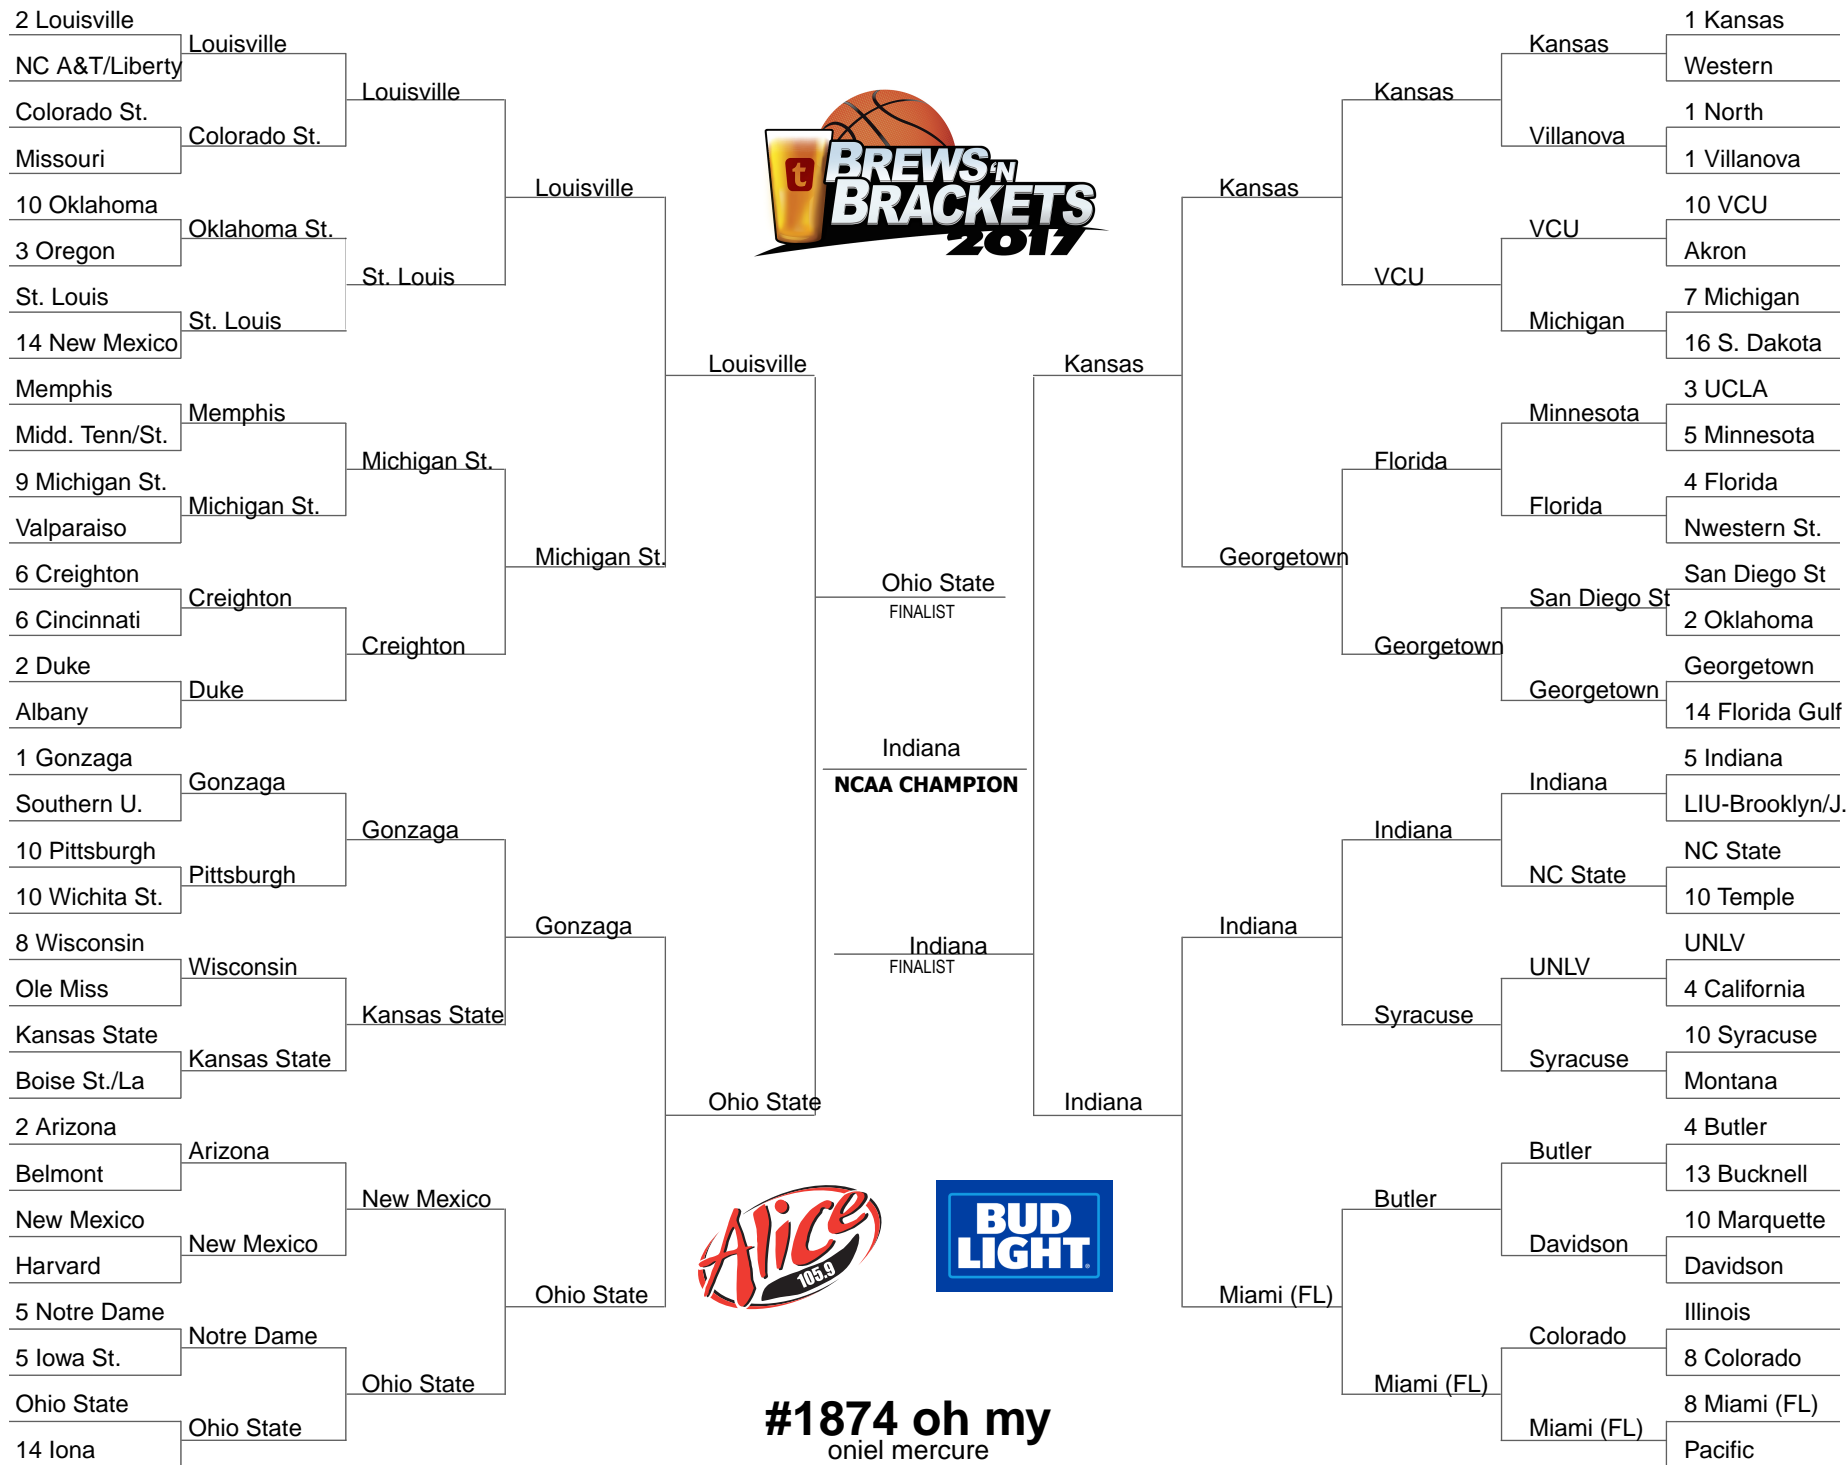 2 Louisville
NC A&T/Liberty
Colorado St.
Missouri
10 Oklahoma
3 Oregon
St. Louis
14 New Mexico
Memphis
Midd. Tenn/St.
9 Michigan St.
Valparaiso
6 Creighton
6 Cincinnati
2 Duke
Albany
1 Gonzaga
Southern U.
10 Pittsburgh
10 Wichita St.
8 Wisconsin
Ole Miss
Kansas State
Boise St./La
2 Arizona
Belmont
New Mexico
Harvard
5 Notre Dame
5 Iowa St.
Ohio State
14 Iona
Louisville
Colorado St.
Oklahoma St.
St. Louis
Memphis
Michigan St.
Creighton
Duke
Gonzaga
Pittsburgh
Wisconsin
Kansas State
Arizona
New Mexico
Notre Dame
Ohio State
Louisville
St. Louis
Michigan St.
Creighton
Gonzaga
Kansas State
New Mexico
Ohio State
Louisville
Michigan St.
Gonzaga
Ohio State
Louisville
Ohio State
t
BREWS 'N
BRACKETS
2017
Ohio State
FINALIST
Indiana
NCAA CHAMPION
Indiana
FINALIST
Alice
105.9
BUD
LIGHT
#1874 oh my
oniel mercure
Kansas
Indiana
Kansas
Georgetown
Indiana
Miami (FL)
Kansas
VCU
Florida
Georgetown
Indiana
Syracuse
Butler
Miami (FL)
Kansas
Villanova
VCU
Michigan
Minnesota
Florida
San Diego St
Georgetown
Indiana
NC State
UNLV
Syracuse
Butler
Davidson
Colorado
Miami (FL)
1 Kansas
Western
1 North
1 Villanova
10 VCU
Akron
7 Michigan
16 S. Dakota
3 UCLA
5 Minnesota
4 Florida
Nwestern St.
San Diego St
2 Oklahoma
Georgetown
14 Florida Gulf
5 Indiana
LIU-Brooklyn/J.
NC State
10 Temple
UNLV
4 California
10 Syracuse
Montana
4 Butler
13 Bucknell
10 Marquette
Davidson
Illinois
8 Colorado
8 Miami (FL)
Pacific